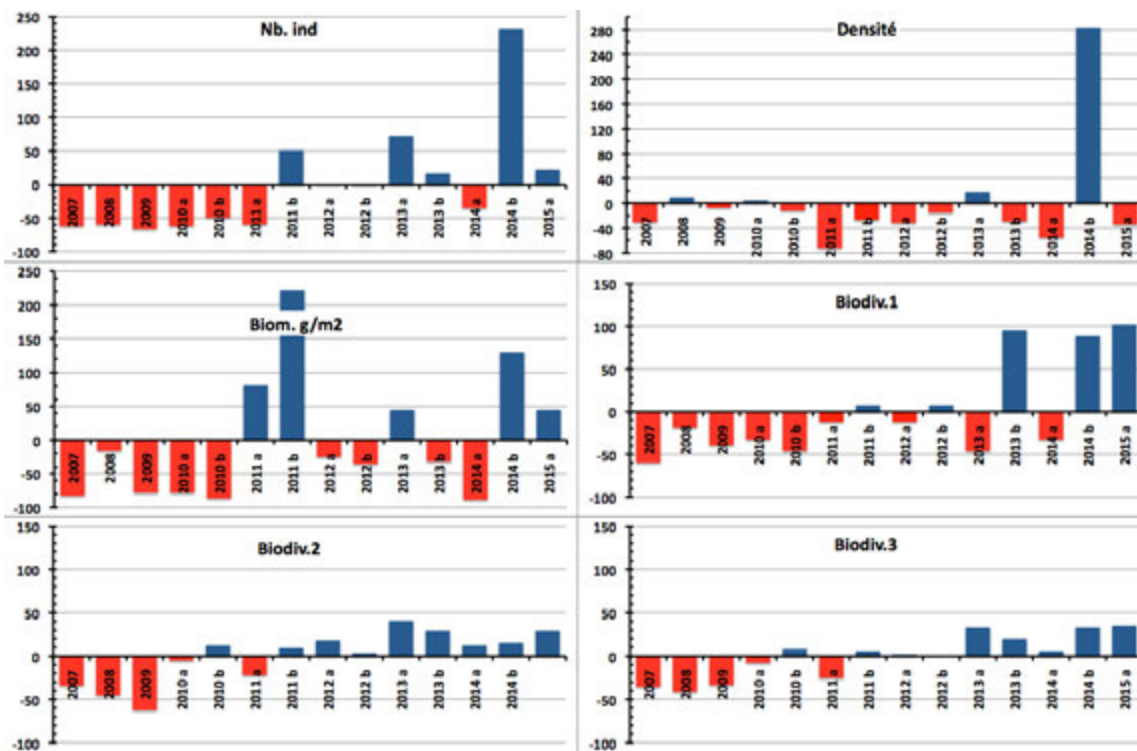 Nb. ind
250
200
150
100
50
0
-50
-100
2007
2008
2009
2010 a
2010 b
2011 a
2011 b
2012 a
2012 b
2013 a
2013 b
2014 a
2014 b
2015 a
Densité
280
240
200
160
120
80
40
0
-40
-80
2007
2008
2009
2010 a
2010 b
2011 a
2011 b
2012 a
2012 b
2013 a
2013 b
2014 a
2014 b
2015 a
Biom. g/m2
250
200
150
100
50
0
-50
-100
2007
2008
2009
2010 a
2010 b
2011 a
2011 b
2012 a
2012 b
2013 a
2013 b
2014 a
2014 b
2015 a
Biodiv.1
150
100
50
0
-50
-100
2007
2008
2009
2010 a
2010 b
2011 a
2011 b
2012 a
2012 b
2013 a
2013 b
2014 a
2014 b
2015 a
Biodiv.2
150
100
50
0
-50
-100
2007
2008
2009
2010 a
2010 b
2011 a
2011 b
2012 a
2012 b
2013 a
2013 b
2014 a
2014 b
Biodiv.3
150
100
50
0
-50
-100
2007
2008
2009
2010 a
2010 b
2011 a
2011 b
2012 a
2012 b
2013 a
2013 b
2014 a
2014 b
2015 a